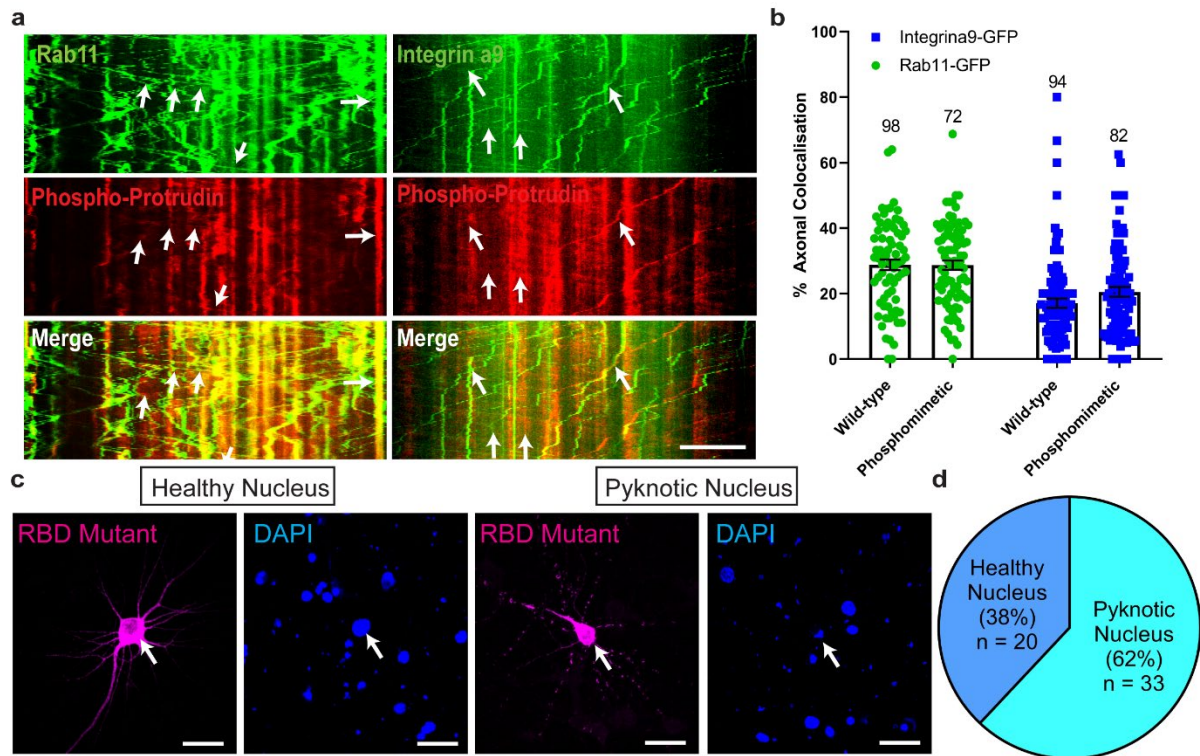 a
Rab11
Integrin a9
Phospho-Protrudin
Phospho-Protrudin
Merge
Merge
b
Integrina9-GFP
Rab11-GFP
% Axonal Colocalisation
100
80
60
40
20
0
98
72
94
82
Wild-type
Phosphomimetic
Wild-type
Phosphomimetic
c
Healthy Nucleus
Pyknotic Nucleus
RBD Mutant
DAPI
RBD Mutant
DAPI
d
Healthy
Nucleus
(38%)
n = 20
Pyknotic
Nucleus
(62%)
n = 33